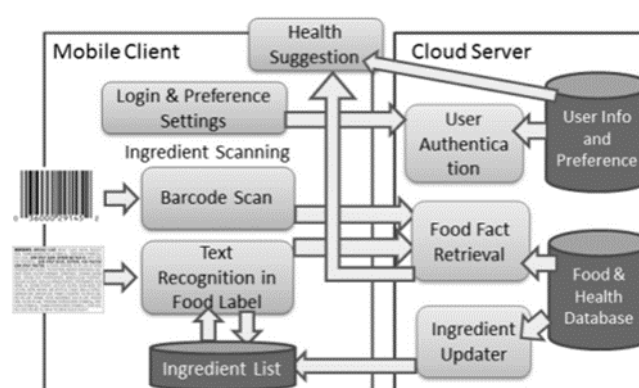 Mobile Client
Health
Suggestion
Cloud Server
Login & Preference
Settings
User
Authentica
tion
User Info
and
Preference
Ingredient Scanning
Barcode Scan
Food Fact
Retrieval
Text
Recognition in
Food Label
Food &
Health
Database
Ingredient
Updater
Ingredient List